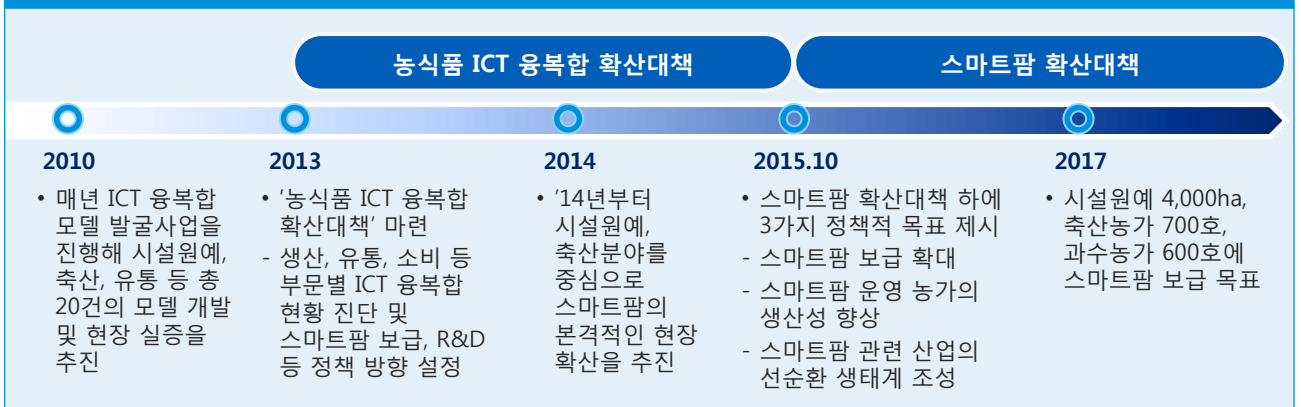 농식품 ICT 융복합 확산대책
스마트팜 확산대책
2010
• 매년 ICT 융복합
모델 발굴사업을
진행해 시설원예,
축산, 유통 등 총
20건의 모델 개발
및 현장 실증을
추진
2013
• '농식품 ICT 융복합
확산대책' 마련
- 생산, 유통, 소비 등
부문별 ICT 융복합
현황 진단 및
스마트팜 보급, R&D
등 정책 방향 설정
2014
• '14년부터
시설원예,
축산분야를
중심으로
스마트팜의
본격적인 현장
확산을 추진
2015.10
• 스마트팜 확산대책 하에
3가지 정책적 목표 제시
- 스마트팜 보급 확대
- 스마트팜 운영 농가의
생산성 향상
- 스마트팜 관련 산업의
선순환 생태계 조성
2017
• 시설원예 4,000ha,
축산농가 700호,
과수농가 600호에
스마트팜 보급 목표